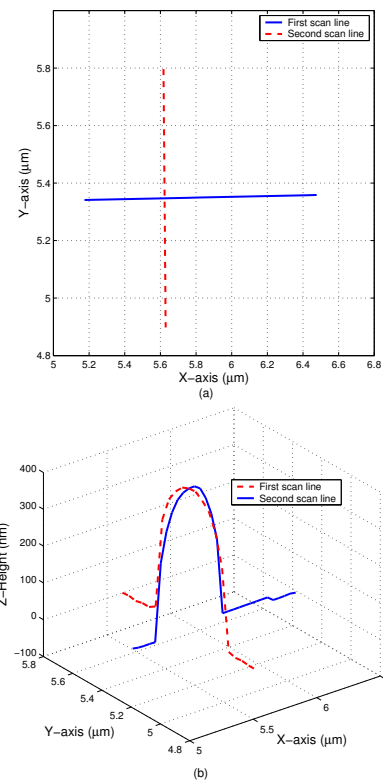 First scan line
Second scan line
5.8
5.6
5.4
5.2
5
4.8
Y−axis (μm)
5 5.2 5.4 5.6 5.8 6 6.2 6.4 6.6 6.8
X−axis (μm)
(a)
First scan line
Second scan line
400
300
200
100
0
−100
Z−Height (nm)
5.8
5.6
5.4
5.2
5
4.8
Y−axis (μm)
5
5.5
6
X−axis (μm)
(b)